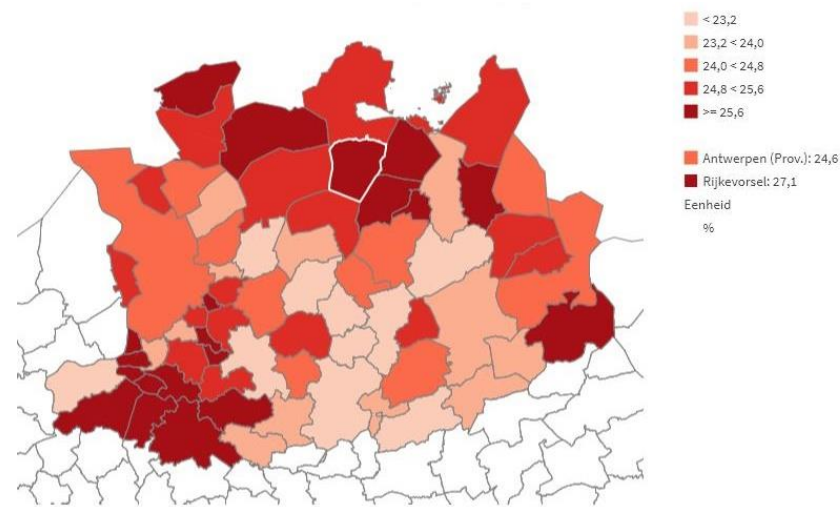 < 23,2
23,2 < 24,0
24,0 < 24,8
24,8 < 25,6
>= 25,6
Antwerpen (Prov.): 24,6
Rijkevorsel: 27,1
Eenheid
%